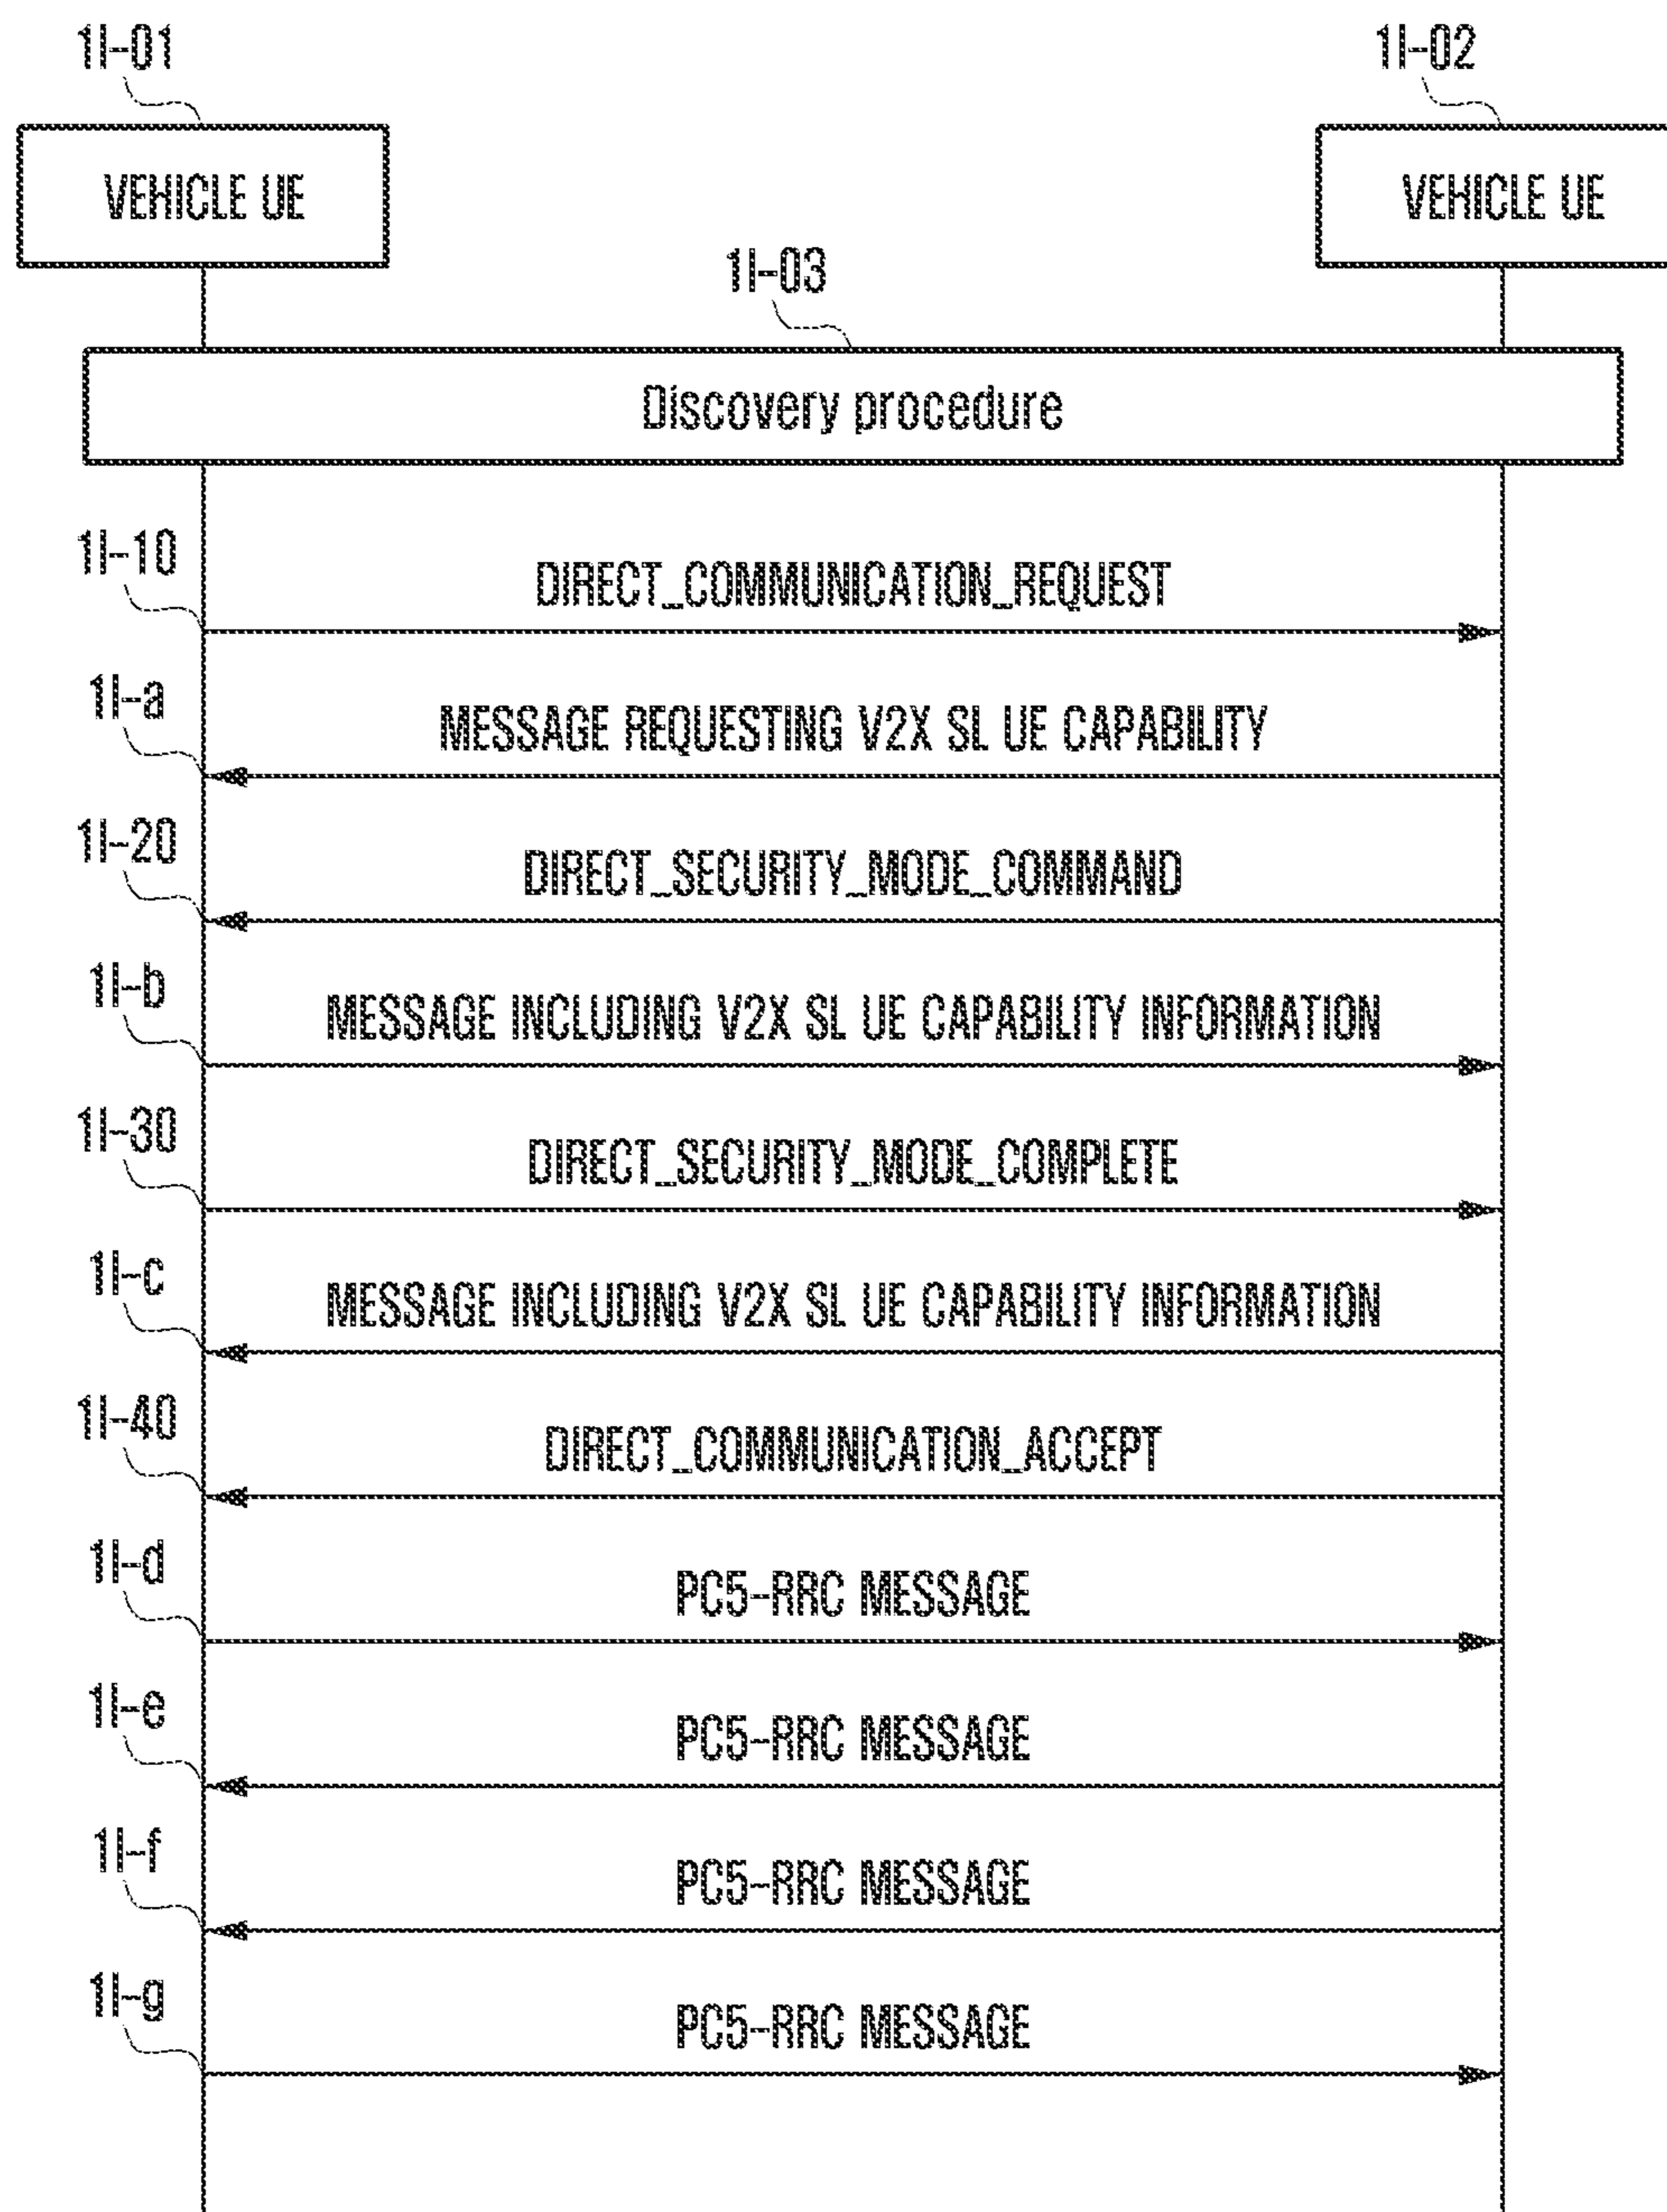 1l-01
1l-02
VEHICLE UE
VEHICLE UE
1l-03
Discovery procedure
1l-10
DIRECT_COMMUNICATION_REQUEST
1l-a
MESSAGE REQUESTING V2X SL UE CAPABILITY
1l-20
DIRECT_SECURITY_MODE_COMMAND
1l-b
MESSAGE INCLUDING V2X SL UE CAPABILITY INFORMATION
1l-30
DIRECT_SECURITY_MODE_COMPLETE
1l-c
MESSAGE INCLUDING V2X SL UE CAPABILITY INFORMATION
1l-40
DIRECT_COMMUNICATION_ACCEPT
1l-d
PC5-RRC MESSAGE
1l-e
PC5-RRC MESSAGE
1l-f
PC5-RRC MESSAGE
1l-g
PC5-RRC MESSAGE